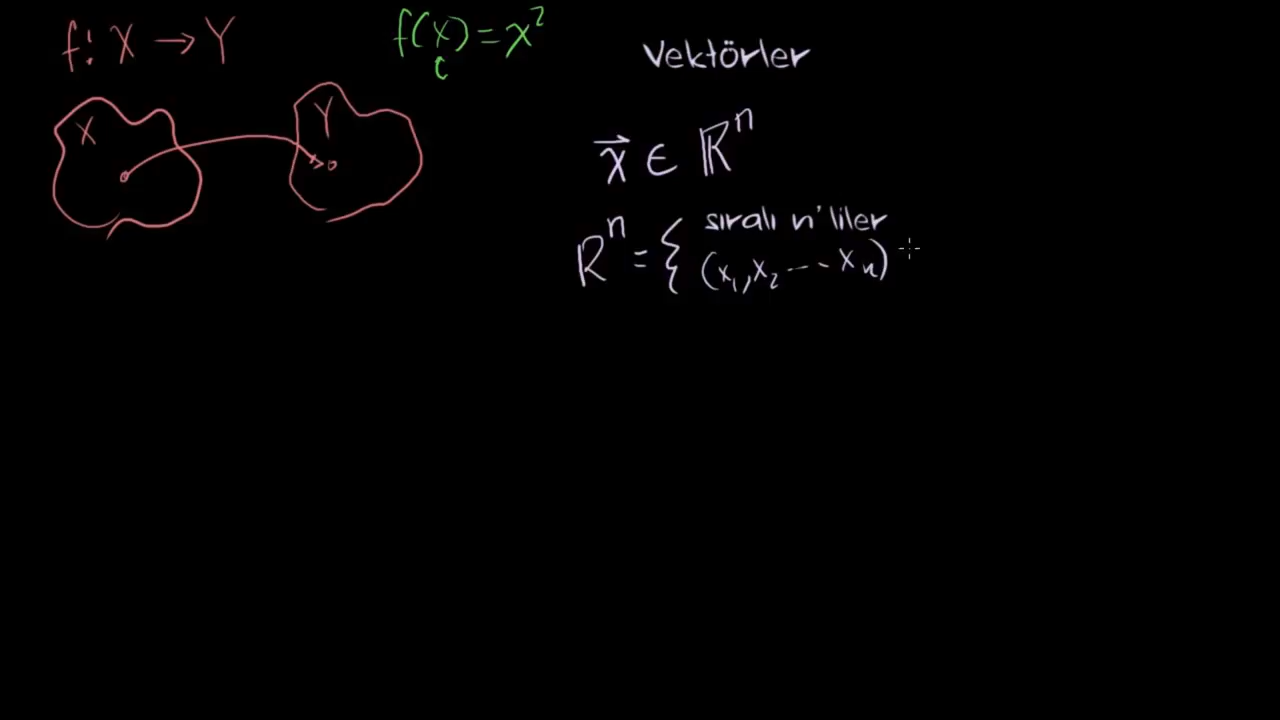 f: X → Y
X
Y
f(x) = x²
Vektörler
x⃗ ∈ ℝⁿ
Rⁿ = { sıralı n'liler
(x₁, x₂ --- xₙ)